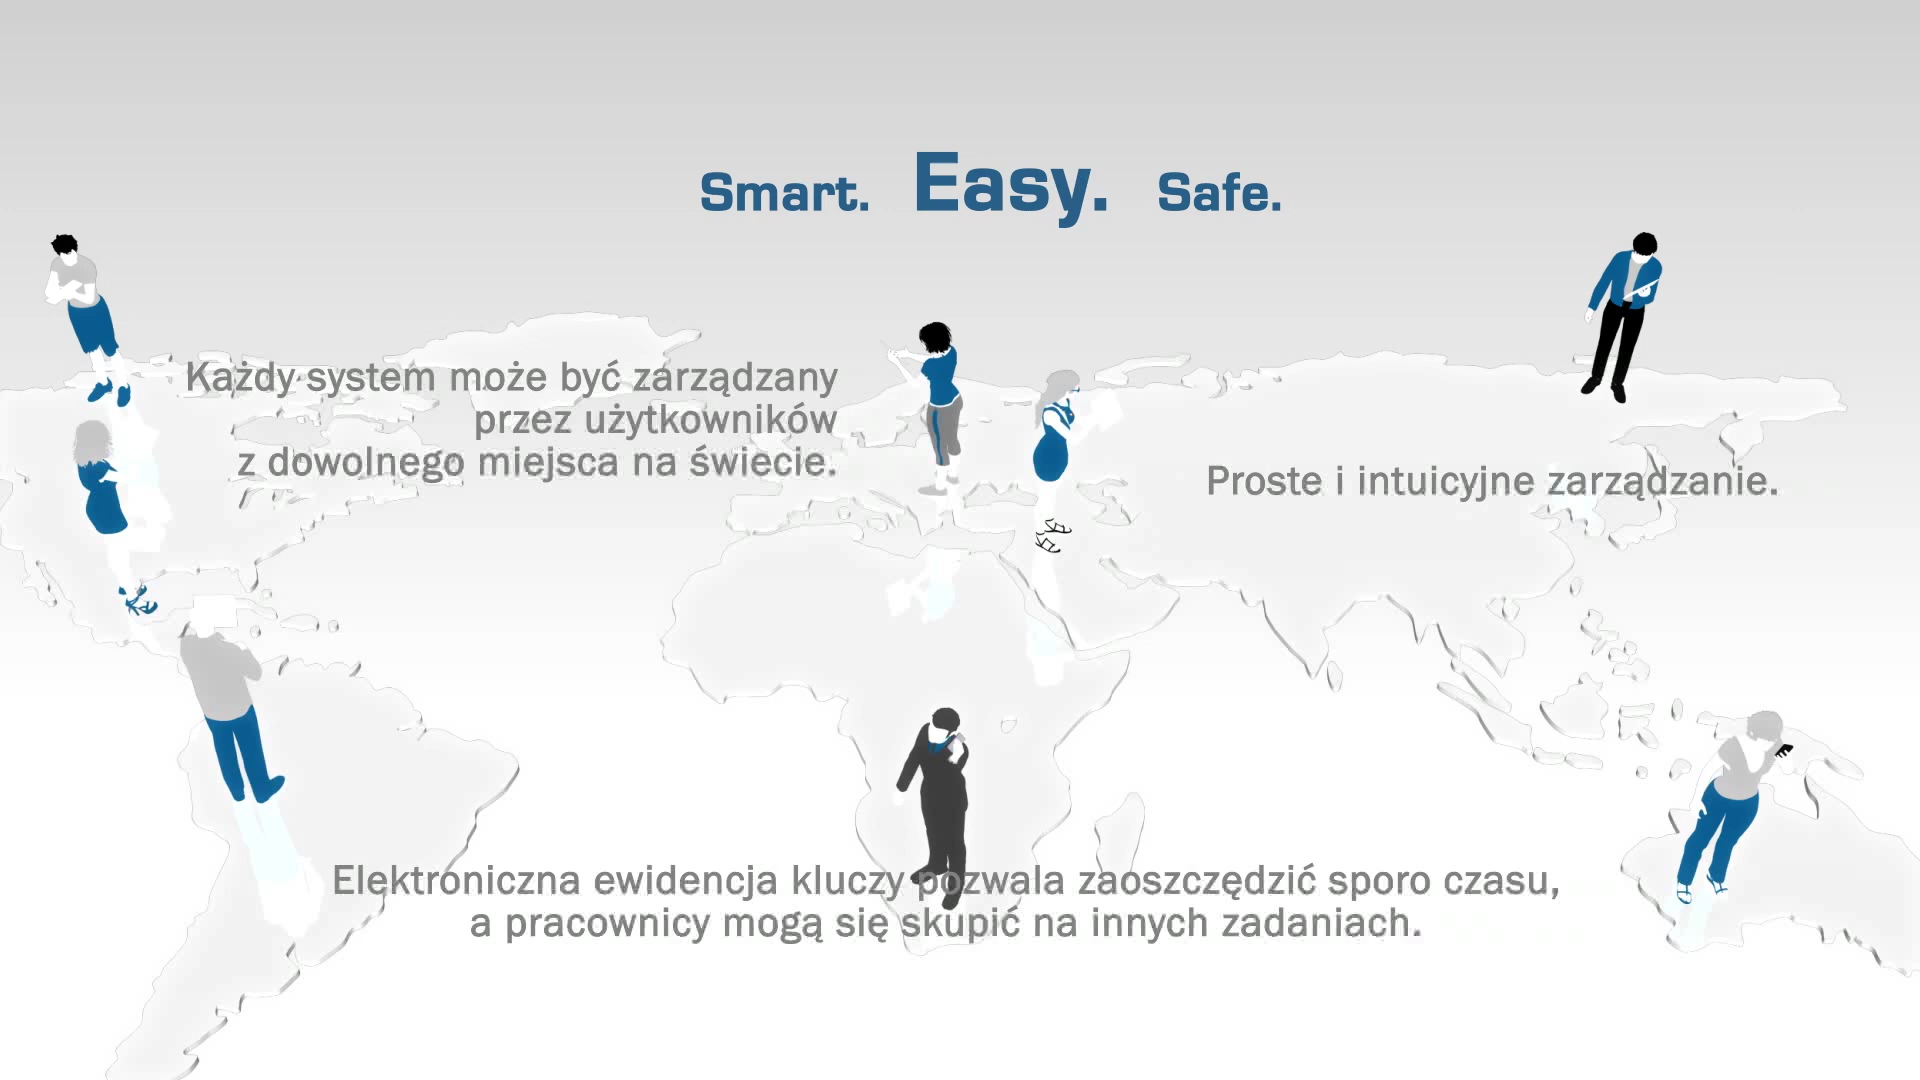 Smart. Easy. Safe.
Każdy system może być zarządzany
przez użytkowników
z dowolnego miejsca na świecie.
Proste i intuicyjne zarządzanie.
Elektroniczna ewidencja kluczy pozwala zaoszczędzić sporo czasu,
a pracownicy mogą się skupić na innych zadaniach.